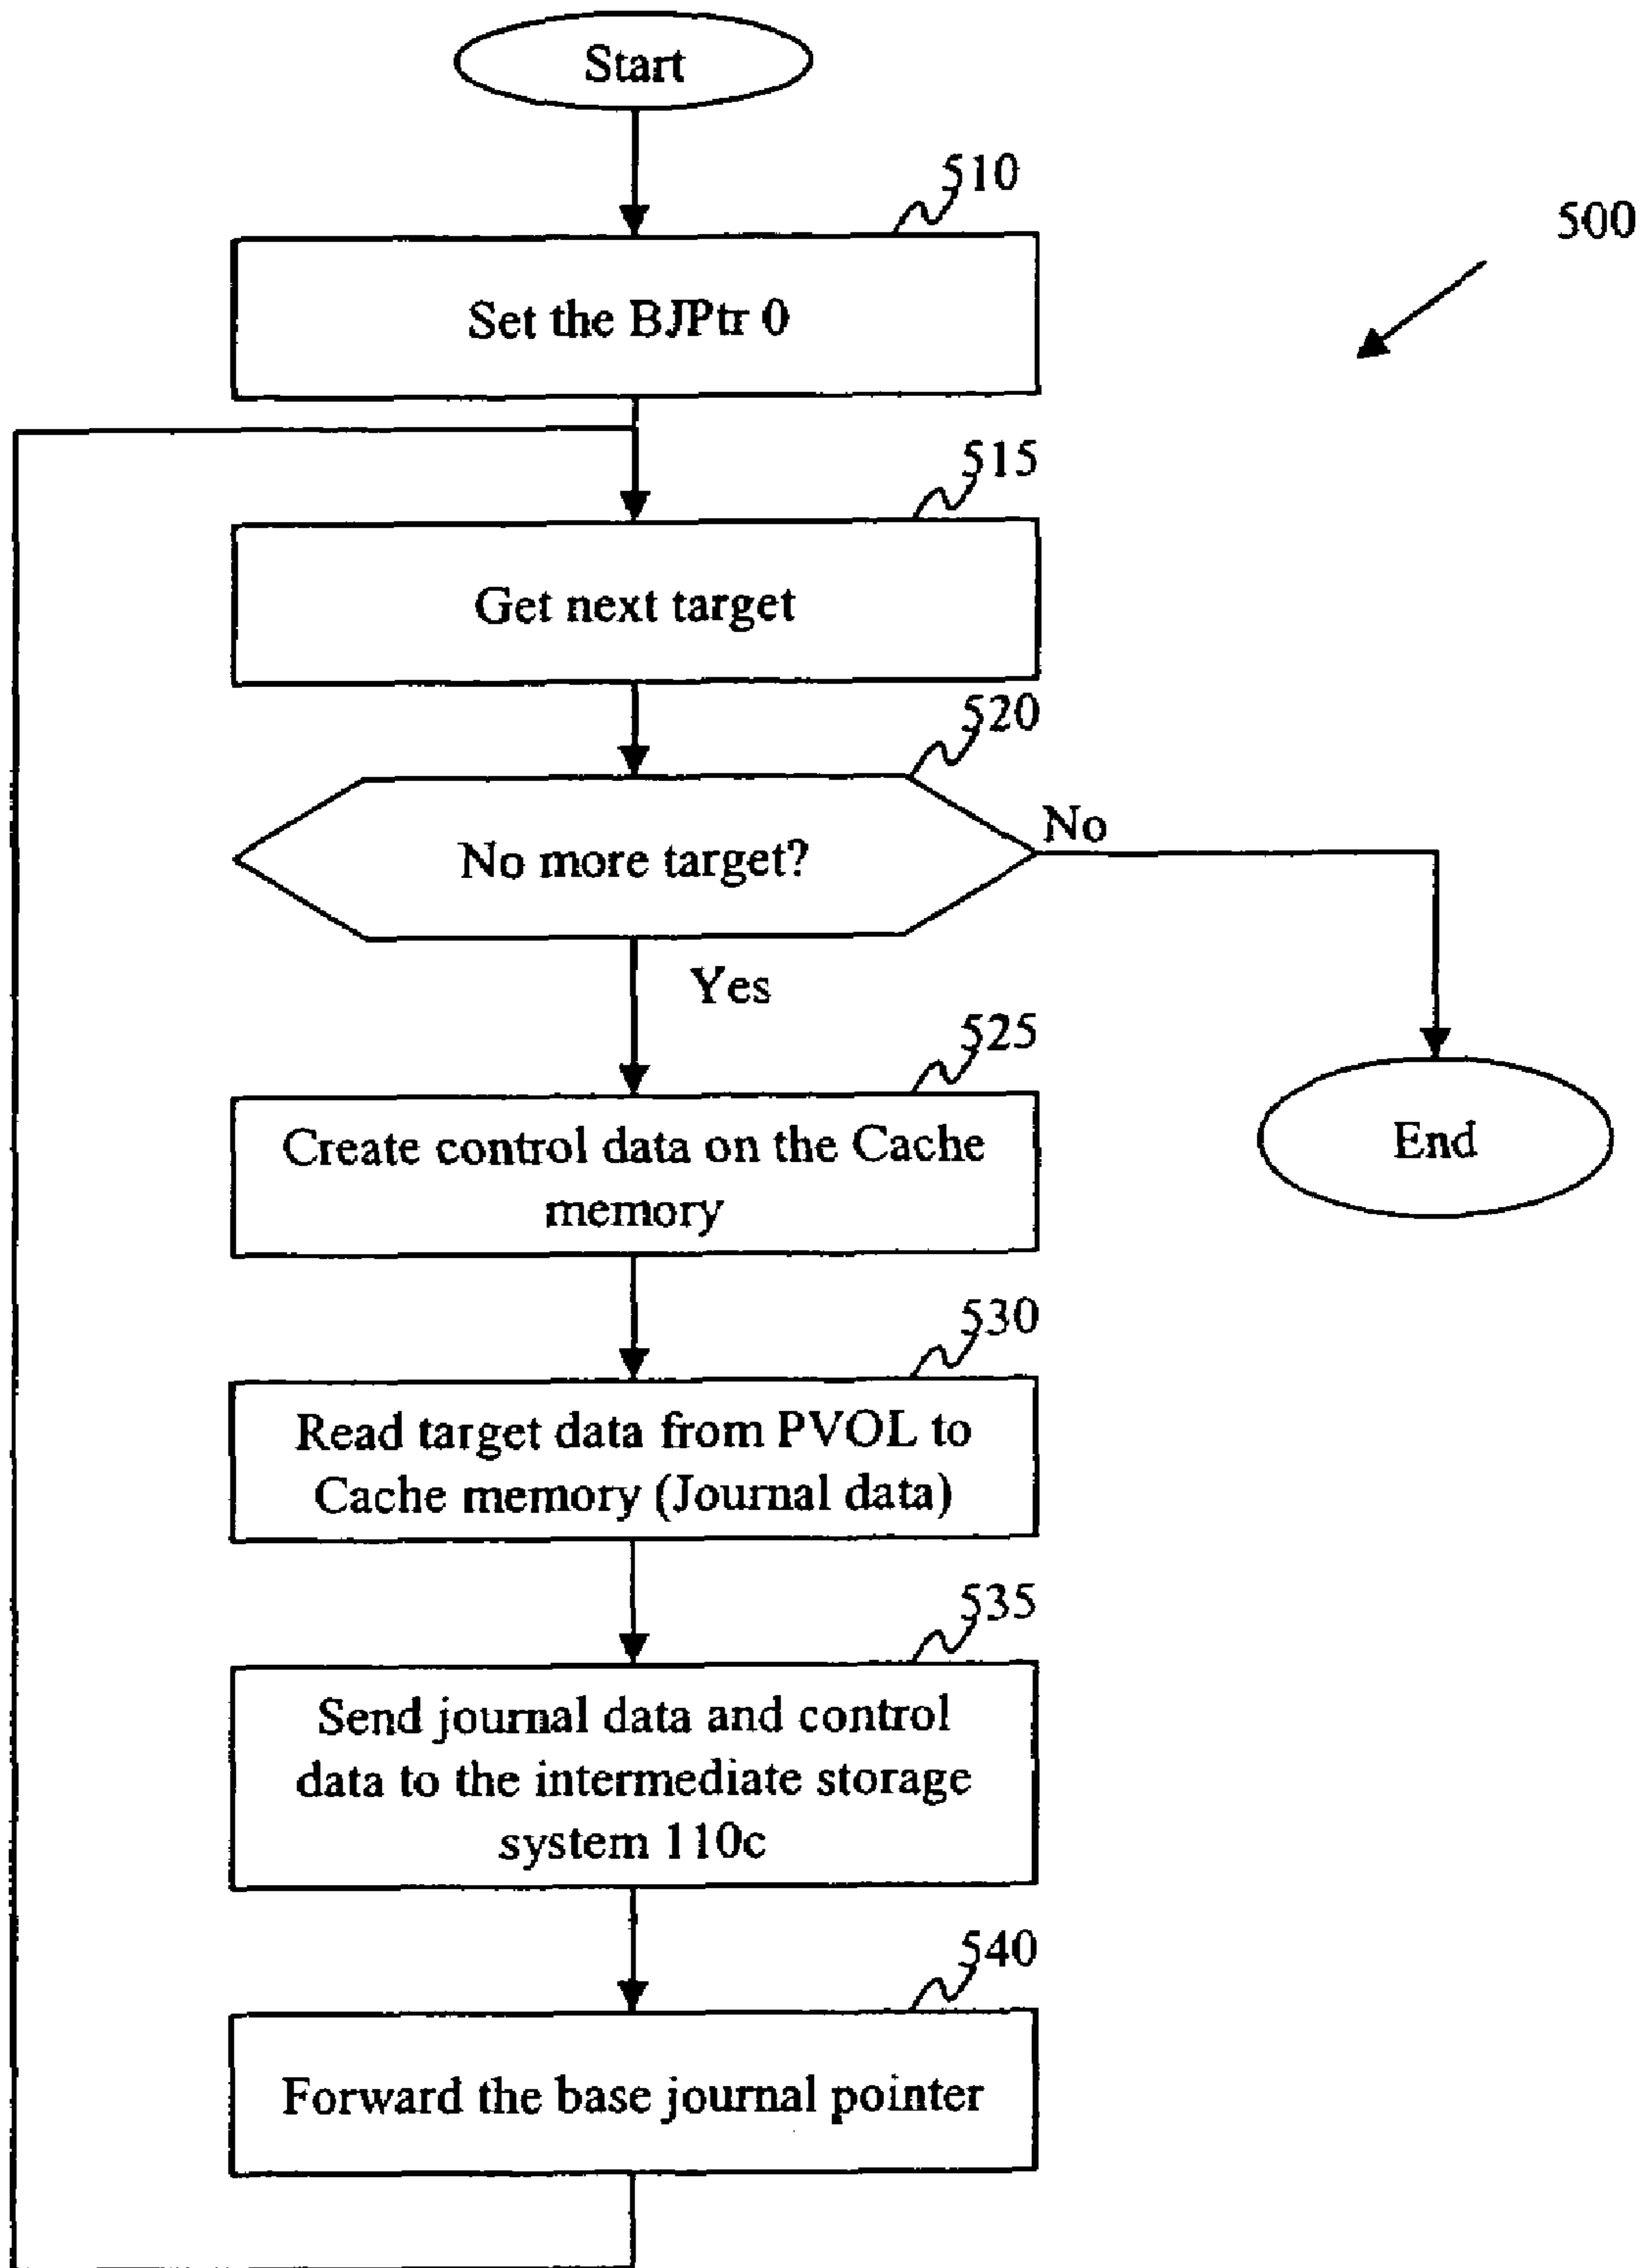 Start
510
500
Set the BJPtr 0
515
Get next target
520
No more target?
No
Yes
525
Create control data on the Cache
memory
End
530
Read target data from PVOL to
Cache memory (Journal data)
535
Send journal data and control
data to the intermediate storage
system 110c
540
Forward the base journal pointer